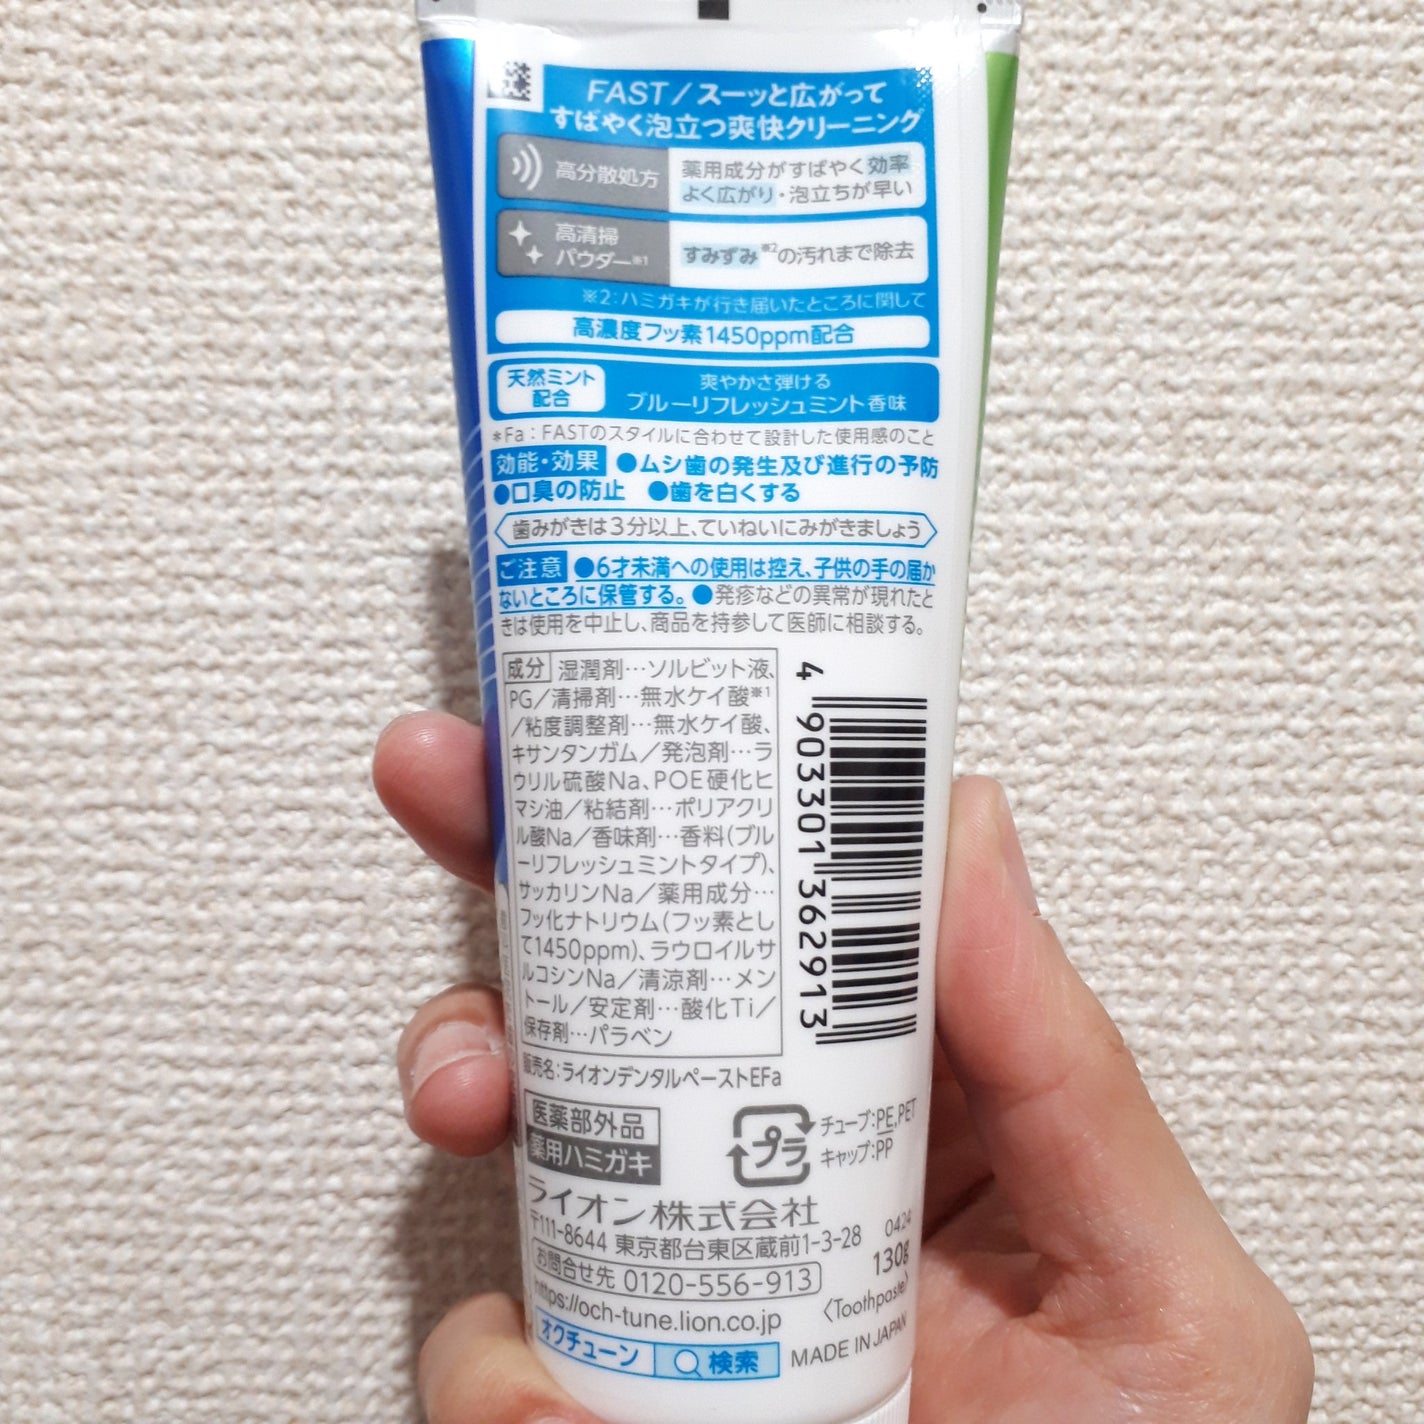 FAST/スーッと広がって
すばやく泡立つ爽快クリーニング
高分散処方
薬用成分がすばやく効率
よく広がり・泡立ちが早い
高清掃
パウダー※1
すみずみ※2の汚れまで除去
※2:ハミガキが行き届いたところに関して
高濃度フッ素1450ppm配合
天然ミント
配合
爽やかさ弾ける
ブルーリフレッシュミント香味
*Fa:FASTのスタイルに合わせて設計した使用感のこと
効能・効果 ●ムシ歯の発生及び進行の予防
●口臭の防止 ●歯を白くする
歯みがきは3分以上、ていねいにみがきましょう
ご注意 ●6才未満への使用は控え、子供の手の届か
ないところに保管する。●発疹などの異常が現れたと
きは使用を中止し、商品を持参して医師に相談する。
成分 湿潤剤…ソルビット液、
PG/清掃剤…無水ケイ酸※1
/粘度調整剤…無水ケイ酸、
キサンタンガム/発泡剤…ラ
ウリル硫酸Na、POE硬化ヒ
マシ油/粘結剤…ポリアクリ
ル酸Na/香味剤…香料(ブル
ーリフレッシュミントタイプ)、
サッカリンNa/薬用成分…
フッ化ナトリウム(フッ素とし
て1450ppm)、ラウロイルサ
ルコシンNa/清涼剤…メン
トール/安定剤…酸化Ti/
保存剤…パラベン
4 903301 362913
販売名:ライオンデンタルペーストEFa
医薬部外品
薬用ハミガキ
プラ
チューブ:PE,PET
キャップ:PP
ライオン株式会社
〒111-8644 東京都台東区蔵前1-3-28
0424
お問合せ先 0120-556-913
130g
https://och-tune.lion.co.jp
〈Toothpaste〉
オクチューン 検索
MADE IN JAPAN